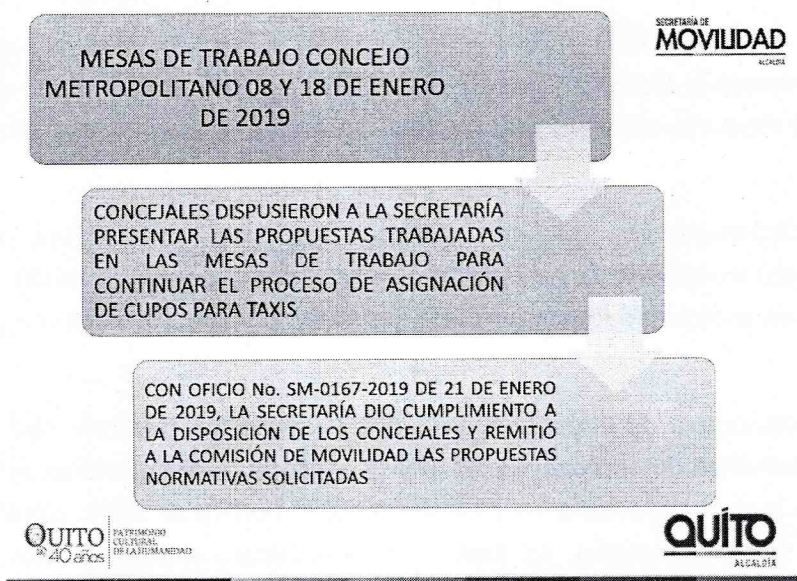 SECRETARÍA DE
MOVILIDAD
ALCALDÍA
MESAS DE TRABAJO CONCEJO
METROPOLITANO 08 Y 18 DE ENERO
DE 2019
CONCEJALES DISPUSIERON A LA SECRETARÍA
PRESENTAR LAS PROPUESTAS TRABAJADAS
EN LAS MESAS DE TRABAJO PARA
CONTINUAR EL PROCESO DE ASIGNACIÓN
DE CUPOS PARA TAXIS
CON OFICIO No. SM-0167-2019 DE 21 DE ENERO
DE 2019, LA SECRETARÍA DIO CUMPLIMIENTO A
LA DISPOSICIÓN DE LOS CONCEJALES Y REMITIÓ
A LA COMISIÓN DE MOVILIDAD LAS PROPUESTAS
NORMATIVAS SOLICITADAS
QUITO
40 años
PATRIMONIO
CULTURAL
DE LA HUMANIDAD
QUÍTO
ALCALDÍA